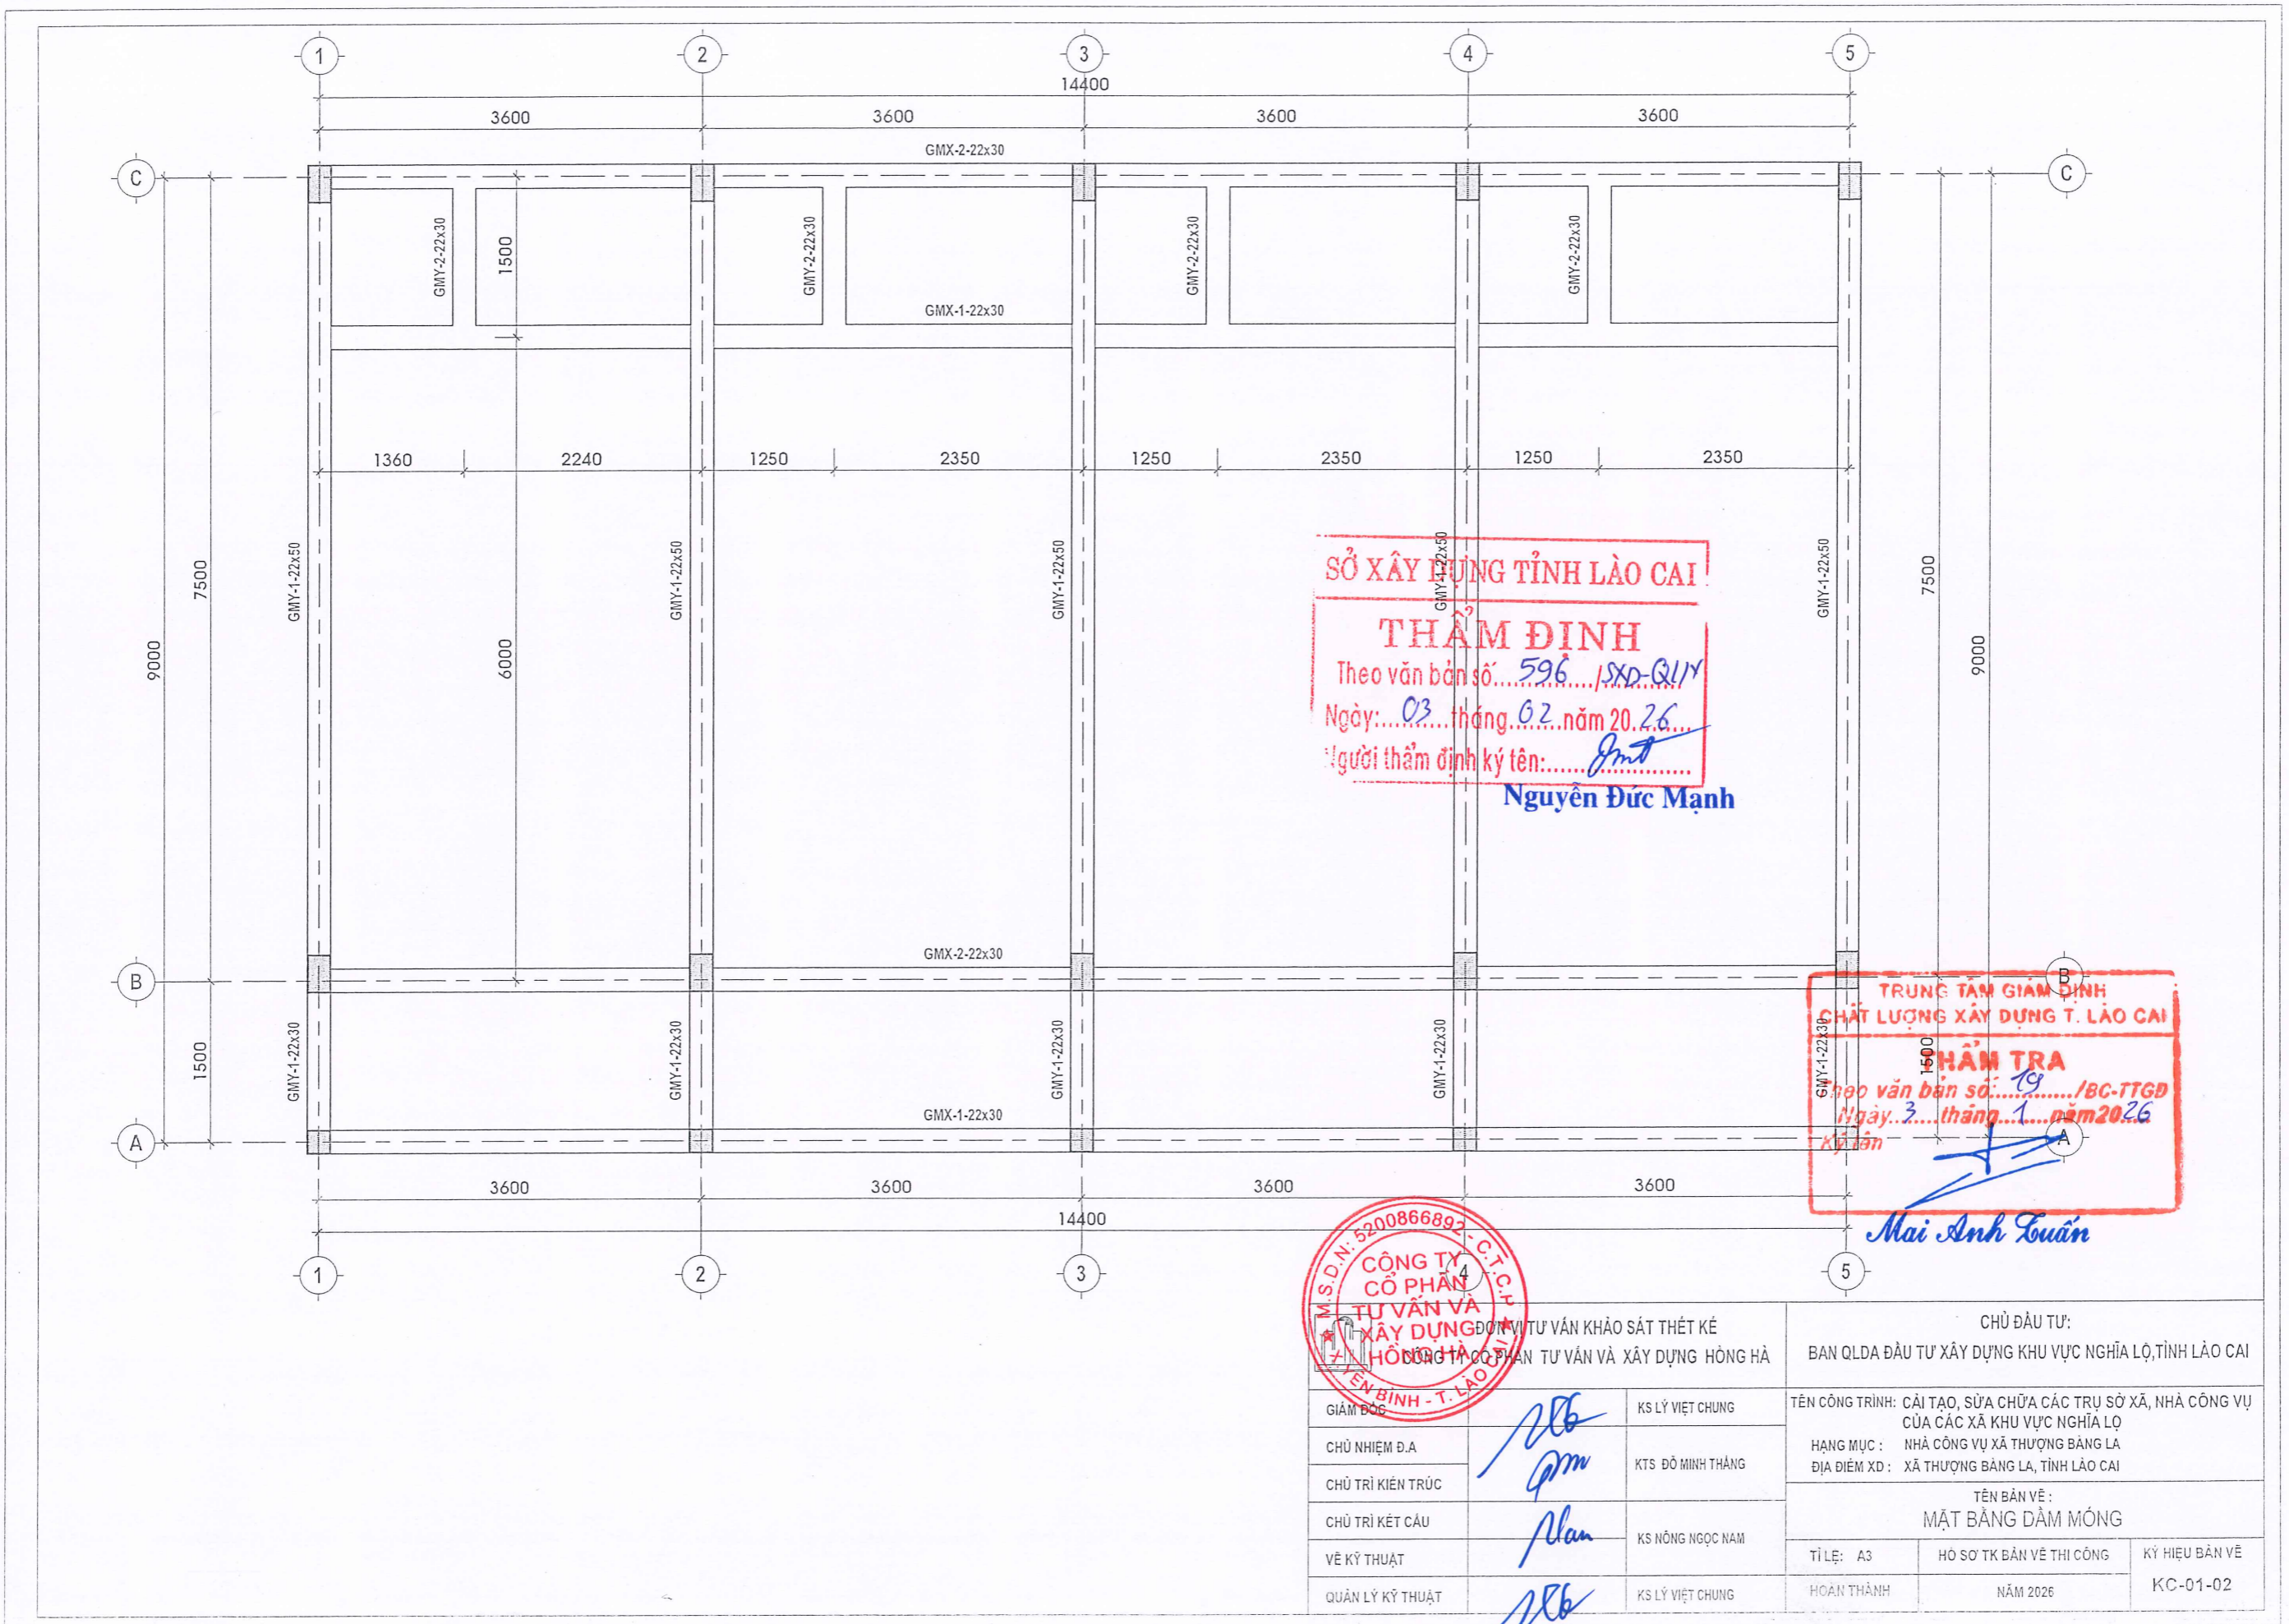 1 2 3 4 5
14400
3600 3600 3600 3600
GMX-2-22x30
C C
GMY-2-22x30 1500 GMY-2-22x30 GMY-2-22x30 GMY-2-22x30
GMX-1-22x30
1360 2240 1250 2350 1250 2350 1250 2350
9000 7500 GMY-1-22x50 6000 GMY-1-22x50 GMY-1-22x50 GMY-1-22x50 GMY-1-22x50 7500 9000
SỞ XÂY DỰNG TỈNH LÀO CAI
THẨM ĐỊNH
Theo văn bản số 596 /SXD-QLN
Ngày: 03 tháng 02 năm 2026
Người thẩm định ký tên:
Nguyễn Đức Mạnh
GMX-2-22x30
B B
1500 GMY-1-22x30 GMY-1-22x30 GMY-1-22x30 GMY-1-22x30 GMY-1-22x30 1500
GMX-1-22x30
A A
TRUNG TÂM GIÁM ĐỊNH
CHẤT LƯỢNG XÂY DỰNG T. LÀO CAI
THẨM TRA
Theo văn bản số: 19 /BC-TTGĐ
Ngày 3 tháng 1 năm 2026
Ký tên
Mai Anh Tuấn
3600 3600 3600 3600
14400
1 2 3 4 5
M.S.D.N: 5200866892 - C.T.C.P
CÔNG TY
CỔ PHẦN
TƯ VẤN VÀ
XÂY DỰNG
HỒNG HÀ
YÊN BÌNH - T. LÀO CAI
ĐƠN VỊ TƯ VẤN KHẢO SÁT THẾT KẾ
CÔNG TY CỔ PHẦN TƯ VẤN VÀ XÂY DỰNG HỒNG HÀ
CHỦ ĐẦU TƯ:
BAN QLDA ĐẦU TƯ XÂY DỰNG KHU VỰC NGHĨA LỘ,TỈNH LÀO CAI
GIÁM ĐỐC KS LÝ VIỆT CHUNG
CHỦ NHIỆM Đ.A
CHỦ TRÌ KIẾN TRÚC KTS ĐỖ MINH THẮNG
CHỦ TRÌ KẾT CẤU
VẼ KỸ THUẬT KS NÔNG NGỌC NAM
QUẢN LÝ KỸ THUẬT KS LÝ VIỆT CHUNG
TÊN CÔNG TRÌNH: CẢI TẠO, SỬA CHỮA CÁC TRỤ SỞ XÃ, NHÀ CÔNG VỤ
CỦA CÁC XÃ KHU VỰC NGHĨA LỘ
HẠNG MỤC : NHÀ CÔNG VỤ XÃ THƯỢNG BẰNG LA
ĐỊA ĐIỂM XD : XÃ THƯỢNG BẰNG LA, TỈNH LÀO CAI
TÊN BẢN VẼ :
MẶT BẰNG DẦM MÓNG
TỈ LỆ: A3 HỒ SƠ TK BẢN VẼ THI CÔNG KÝ HIỆU BẢN VẼ
HOÀN THÀNH NĂM 2026 KC-01-02